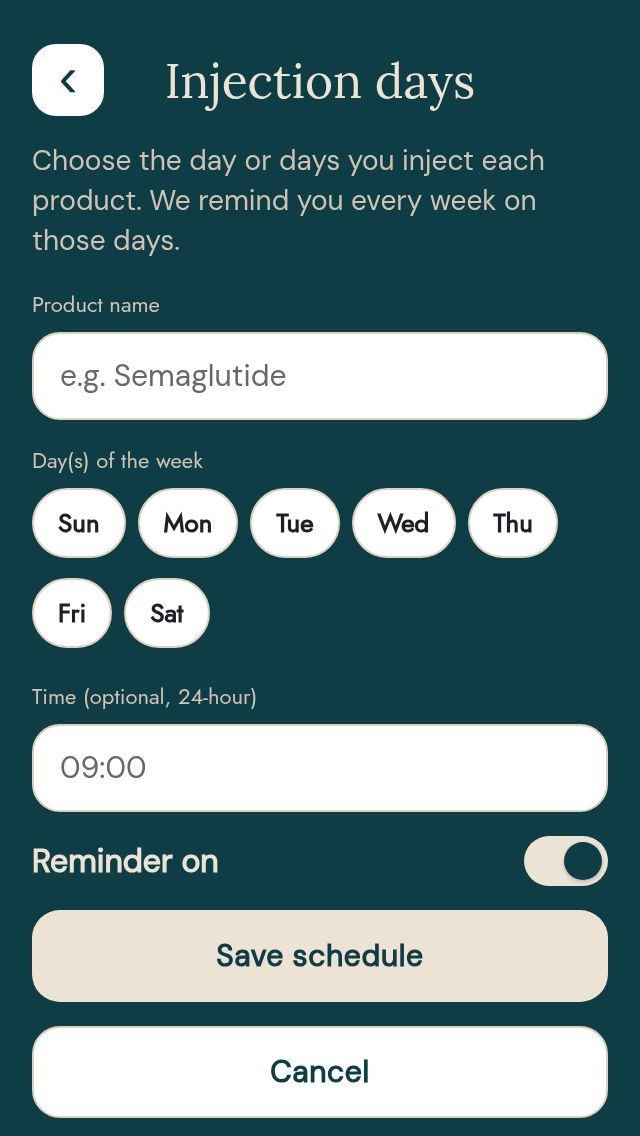 Injection days
Choose the day or days you inject each
product. We remind you every week on
those days.
Product name
e.g. Semaglutide
Day(s) of the week
Sun Mon Tue Wed Thu
Fri Sat
Time (optional, 24-hour)
09:00
Reminder on
Save schedule
Cancel